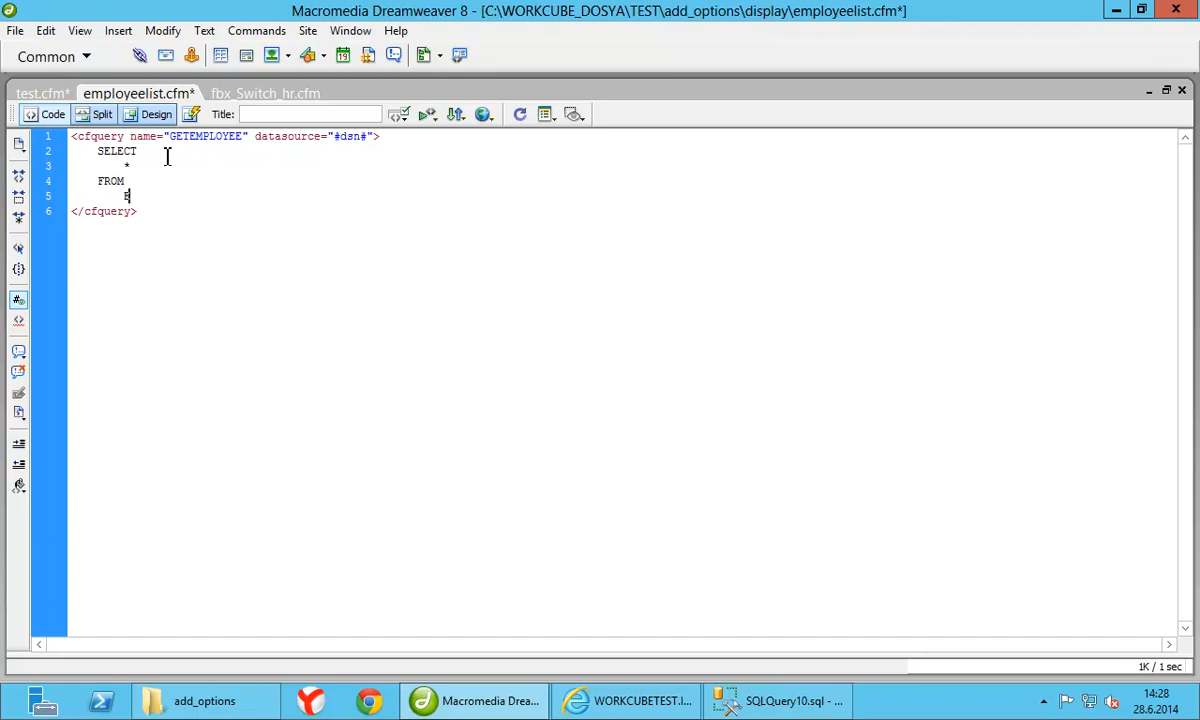 Macromedia Dreamweaver 8 - [C:\WORKCUBE_DOSYA\TEST\add_options\display\employeelist.cfm*]
File Edit View Insert Modify Text Commands Site Window Help
Common
test.cfm* employeelist.cfm* fbx_Switch_hr.cfm
Code Split Design Title:
1 <cfquery name="GETEMPLOYEE" datasource="#dsn#">
2 SELECT
3 *
4 FROM
5 E
6 </cfquery>
1K / 1 sec
add_options Macromedia Drea... WORKCUBETEST.İ... SQLQuery10.sql - ...
14:28
28.6.2014